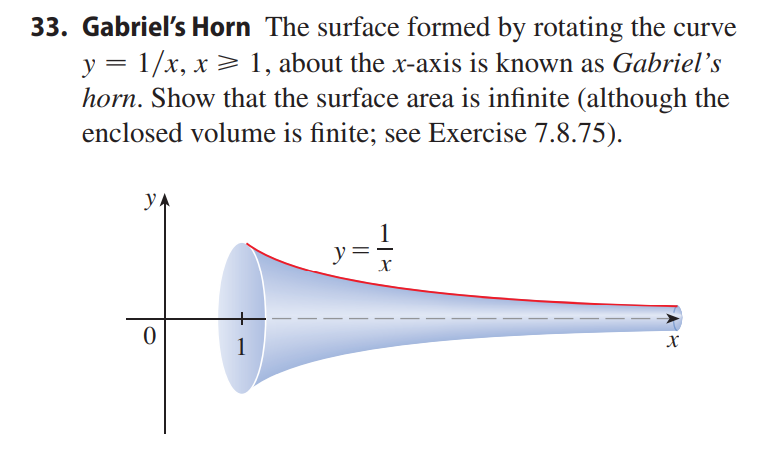 33. Gabriel's Horn The surface formed by rotating the curve
y = 1/x, x ⩾ 1, about the x-axis is known as Gabriel's
horn. Show that the surface area is infinite (although the
enclosed volume is finite; see Exercise 7.8.75).
y
y = 1/x
0
1
x